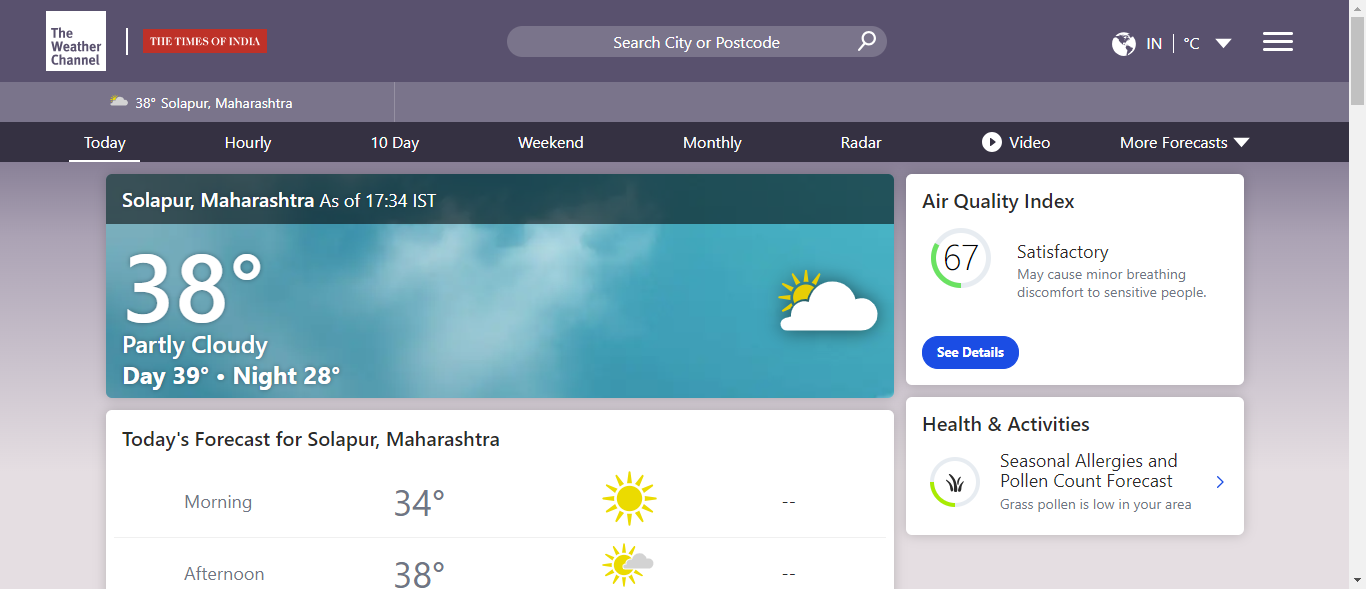 The
Weather
Channel
THE TIMES OF INDIA
Search City or Postcode
IN
°C
38° Solapur, Maharashtra
Today
Hourly
10 Day
Weekend
Monthly
Radar
Video
More Forecasts
Solapur, Maharashtra As of 17:34 IST
38°
Partly Cloudy
Day 39° • Night 28°
Air Quality Index
67
Satisfactory
May cause minor breathing
discomfort to sensitive people.
See Details
Today's Forecast for Solapur, Maharashtra
Morning 34° --
Afternoon 38° --
Health & Activities
Seasonal Allergies and
Pollen Count Forecast
Grass pollen is low in your area